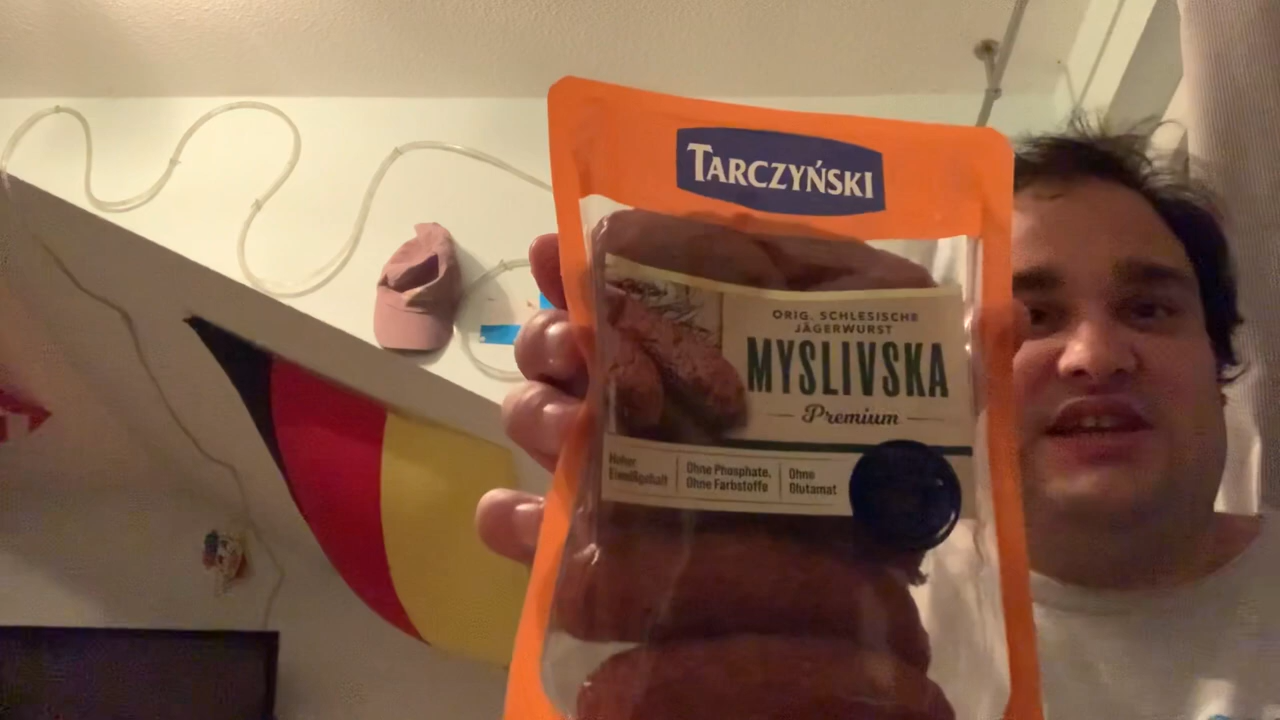 TARCZYŃSKI
ORIG. SCHLESISCHE
JÄGERWURST
MYSLIVSKA
Premium
Hoher
Eiweißgehalt
Ohne Phosphate,
Ohne Farbstoffe
Ohne
Glutamat